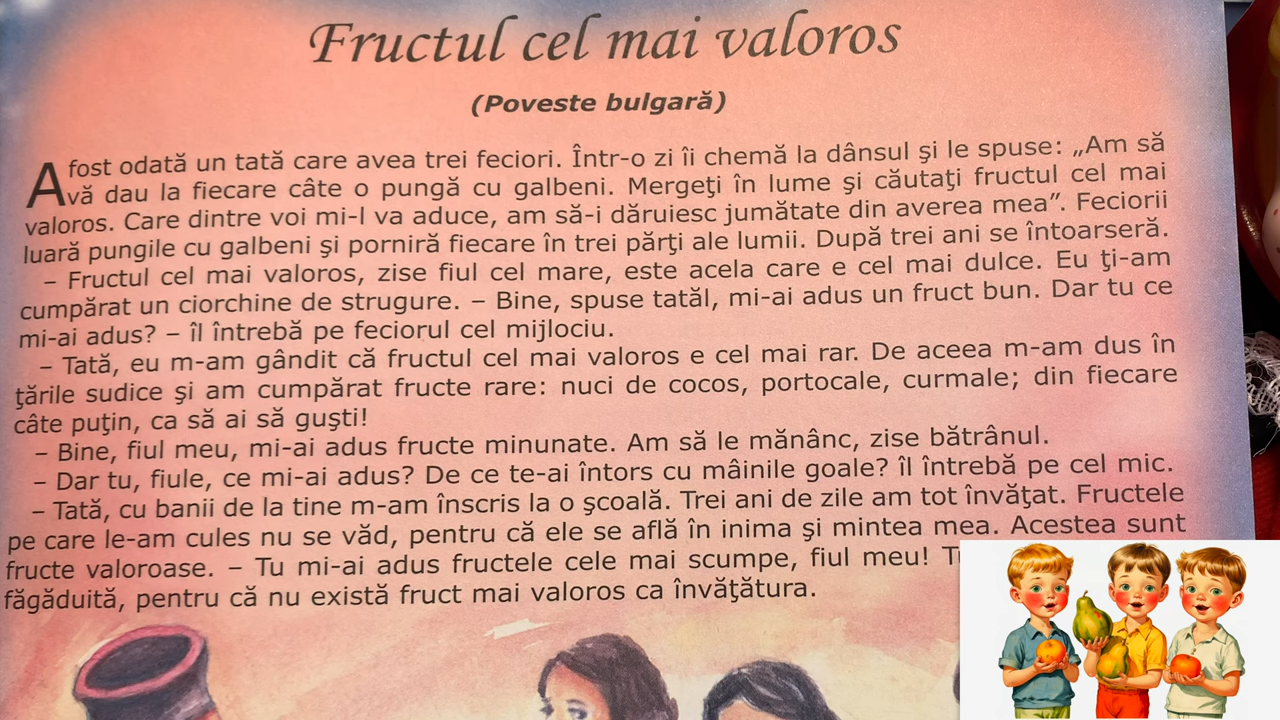 Fructul cel mai valoros
(Poveste bulgară)
A fost odată un tată care avea trei feciori. Într-o zi îi chemă la dânsul şi le spuse: „Am să
vă dau la fiecare câte o pungă cu galbeni. Mergeţi în lume şi căutaţi fructul cel mai
valoros. Care dintre voi mi-l va aduce, am să-i dăruiesc jumătate din averea mea”. Feciorii
luară pungile cu galbeni şi porniră fiecare în trei părţi ale lumii. După trei ani se întoarseră.
– Fructul cel mai valoros, zise fiul cel mare, este acela care e cel mai dulce. Eu ţi-am
cumpărat un ciorchine de strugure. – Bine, spuse tatăl, mi-ai adus un fruct bun. Dar tu ce
mi-ai adus? – îl întrebă pe feciorul cel mijlociu.
– Tată, eu m-am gândit că fructul cel mai valoros e cel mai rar. De aceea m-am dus în
ţările sudice şi am cumpărat fructe rare: nuci de cocos, portocale, curmale; din fiecare
câte puţin, ca să ai să guşti!
– Bine, fiul meu, mi-ai adus fructe minunate. Am să le mănânc, zise bătrânul.
– Dar tu, fiule, ce mi-ai adus? De ce te-ai întors cu mâinile goale? îl întrebă pe cel mic.
– Tată, cu banii de la tine m-am înscris la o şcoală. Trei ani de zile am tot învăţat. Fructele
pe care le-am cules nu se văd, pentru că ele se află în inima şi mintea mea. Acestea sunt
fructe valoroase. – Tu mi-ai adus fructele cele mai scumpe, fiul meu!
făgăduită, pentru că nu există fruct mai valoros ca învăţătura.